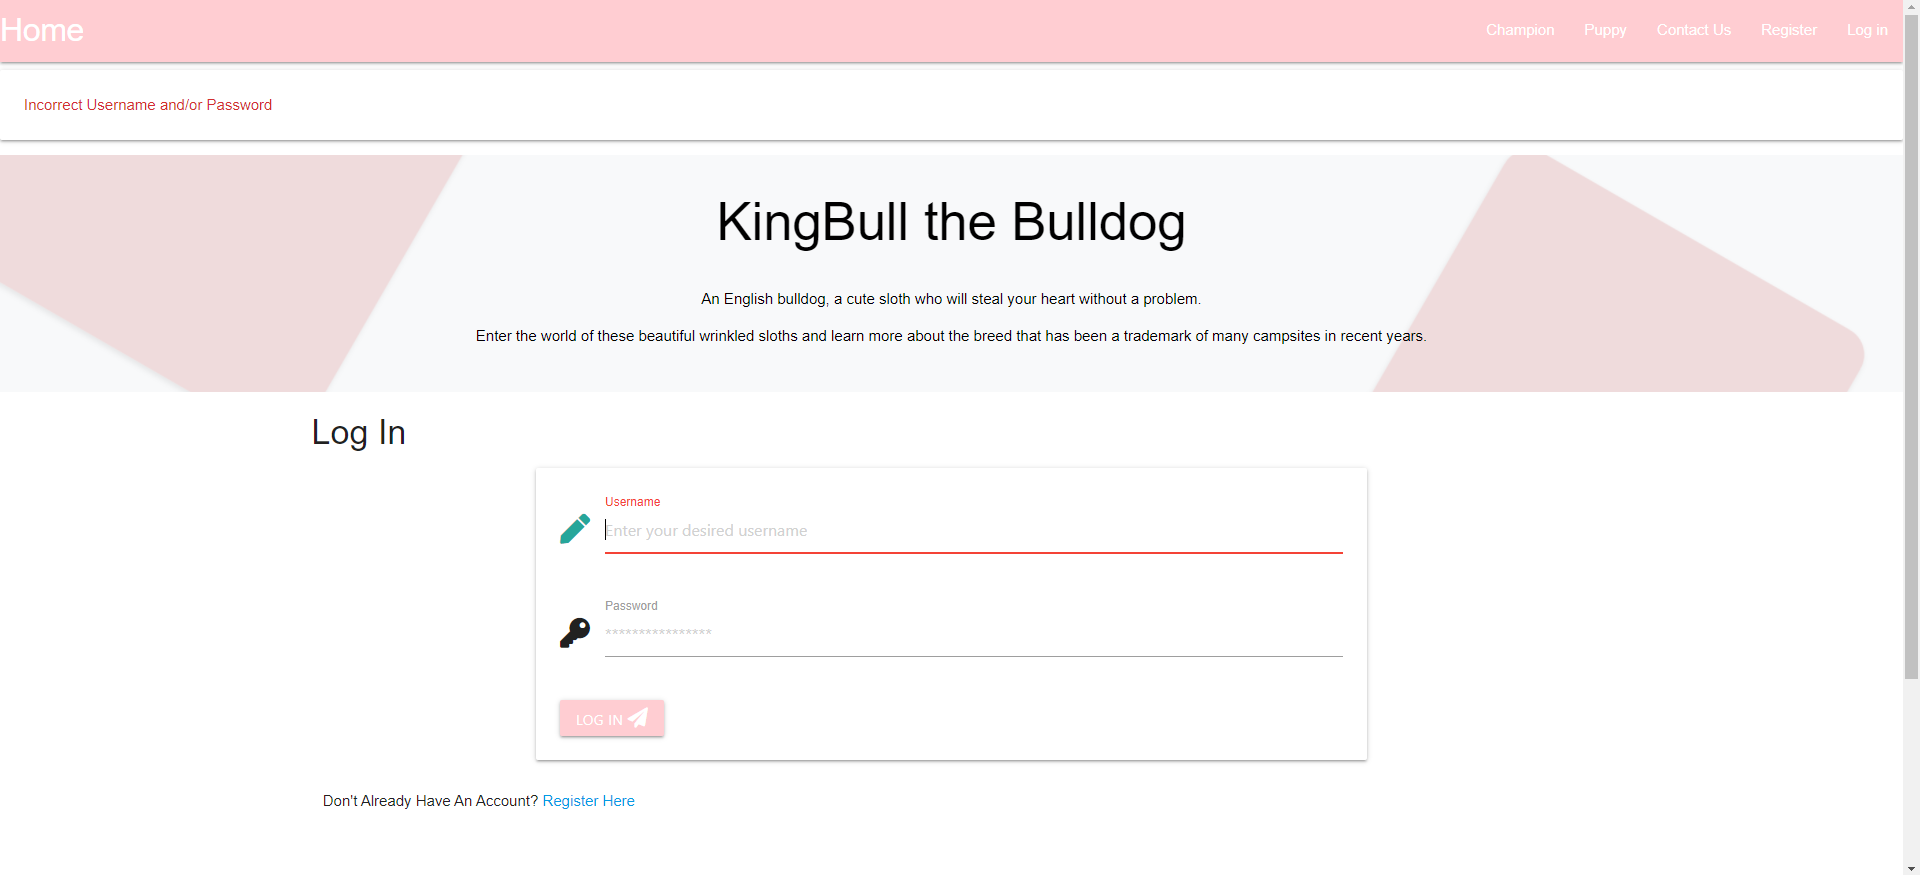 Home
Champion
Puppy
Contact Us
Register
Log in
Incorrect Username and/or Password
KingBull the Bulldog
An English bulldog, a cute sloth who will steal your heart without a problem.
Enter the world of these beautiful wrinkled sloths and learn more about the breed that has been a trademark of many campsites in recent years.
Log In
Username
Enter your desired username
Password
****************
LOG IN
Don't Already Have An Account? Register Here